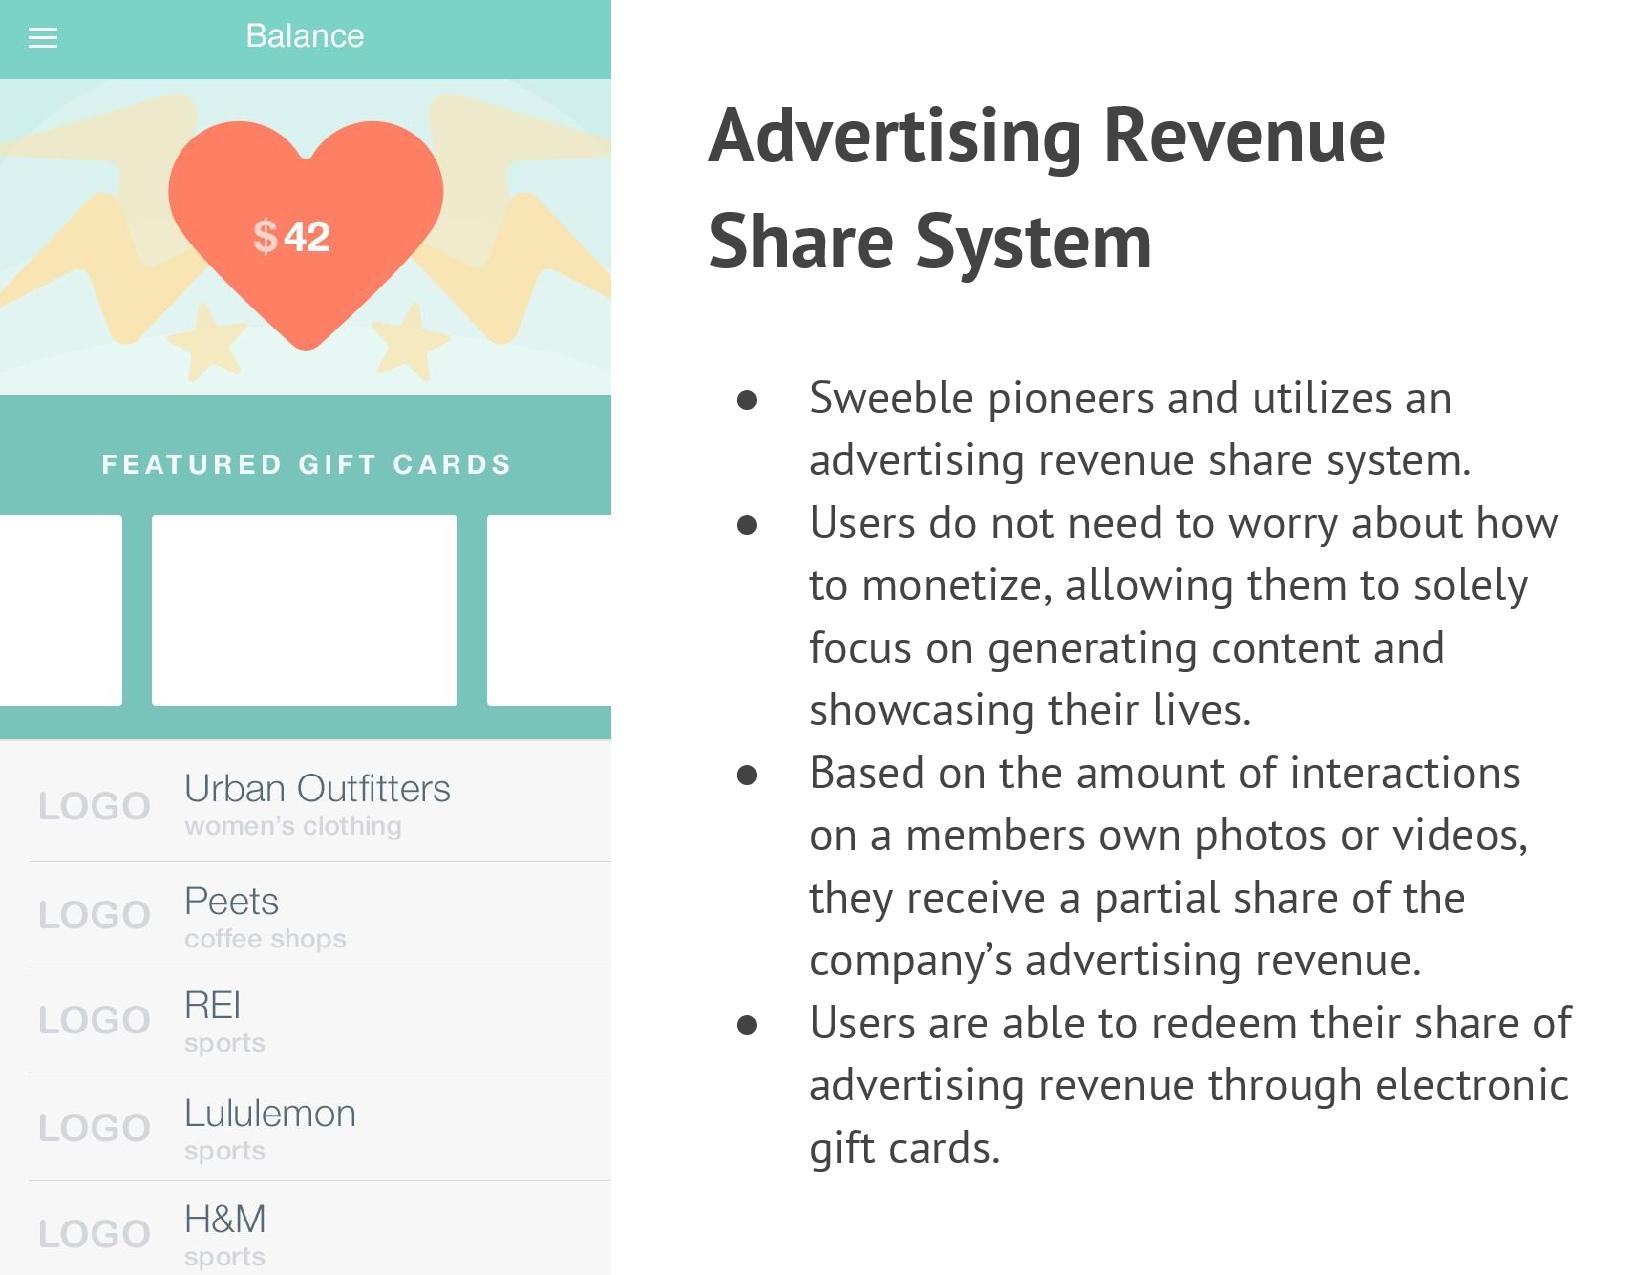 Balance
$ 42
FEATURED GIFT CARDS
LOGO
Urban Outfitters
women's clothing
LOGO
Peets
coffee shops
LOGO
REI
sports
LOGO
Lululemon
sports
LOGO
H&M
sports
Advertising Revenue
Share System
● Sweeble pioneers and utilizes an
advertising revenue share system.
● Users do not need to worry about how
to monetize, allowing them to solely
focus on generating content and
showcasing their lives.
● Based on the amount of interactions
on a members own photos or videos,
they receive a partial share of the
company’s advertising revenue.
● Users are able to redeem their share of
advertising revenue through electronic
gift cards.